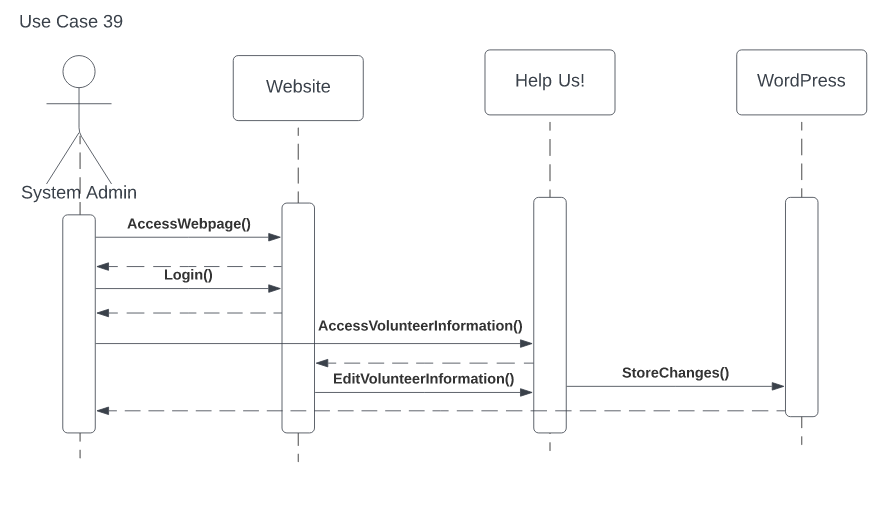 Use Case 39
Website
Help Us!
WordPress
System Admin
AccessWebpage()
Login()
AccessVolunteerInformation()
EditVolunteerInformation()
StoreChanges()